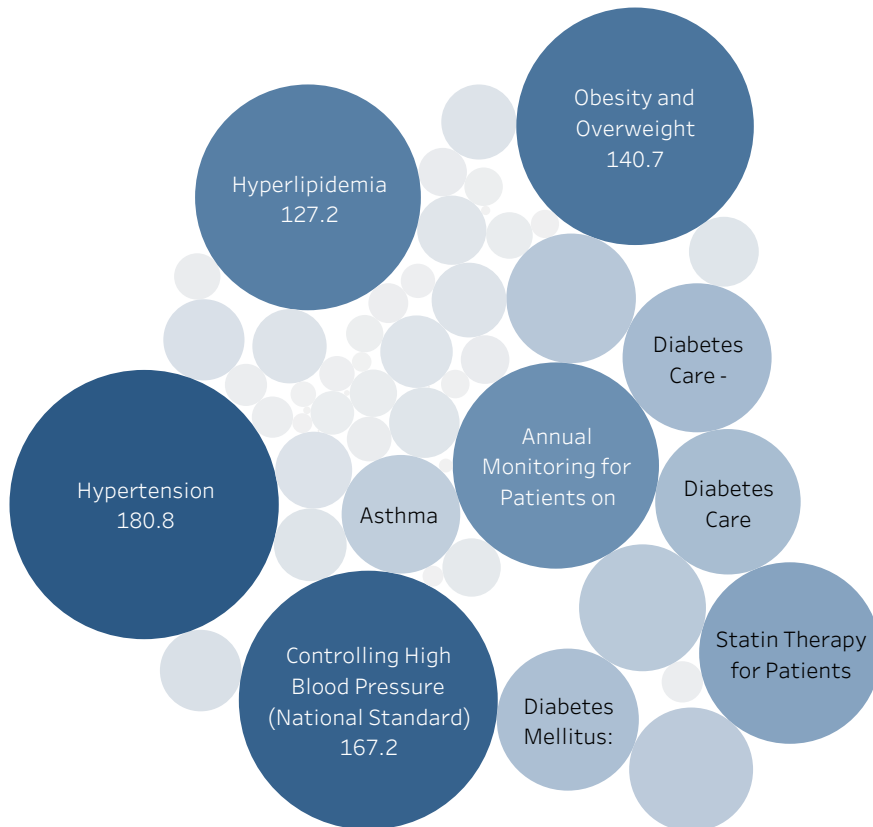 Obesity and
Overweight
140.7
Hyperlipidemia
127.2
Diabetes
Care -
Annual
Monitoring for
Patients on
Hypertension
180.8
Asthma
Diabetes
Care
Statin Therapy
for Patients
Controlling High
Blood Pressure
(National Standard)
167.2
Diabetes
Mellitus: